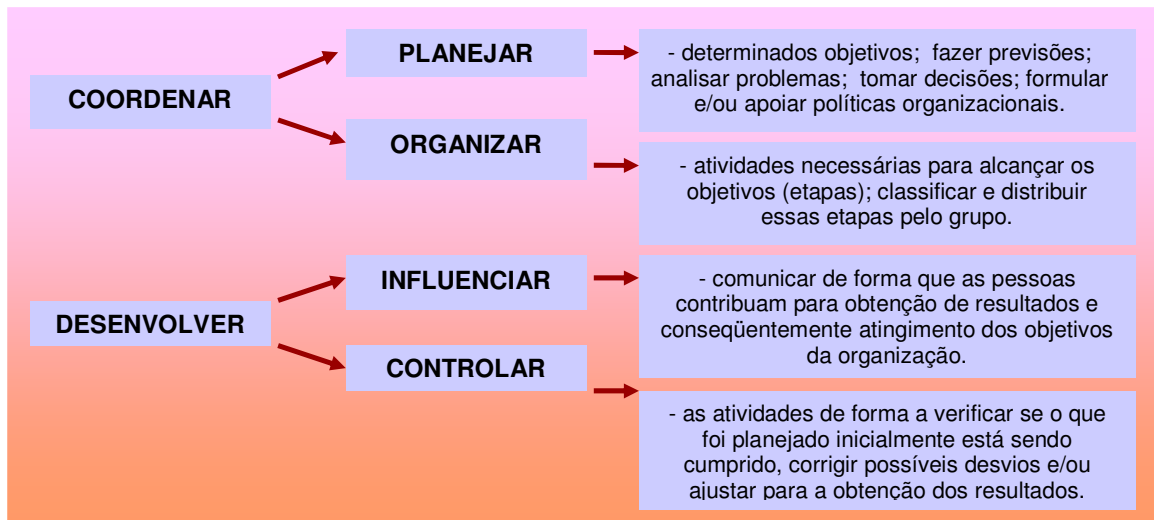 COORDENAR
PLANEJAR
- determinados objetivos; fazer previsões;
analisar problemas; tomar decisões; formular
e/ou apoiar políticas organizacionais.
ORGANIZAR
- atividades necessárias para alcançar os
objetivos (etapas); classificar e distribuir
essas etapas pelo grupo.
DESENVOLVER
INFLUENCIAR
- comunicar de forma que as pessoas
contribuam para obtenção de resultados e
conseqüentemente atingimento dos objetivos
da organização.
CONTROLAR
- as atividades de forma a verificar se o que
foi planejado inicialmente está sendo
cumprido, corrigir possíveis desvios e/ou
ajustar para a obtenção dos resultados.